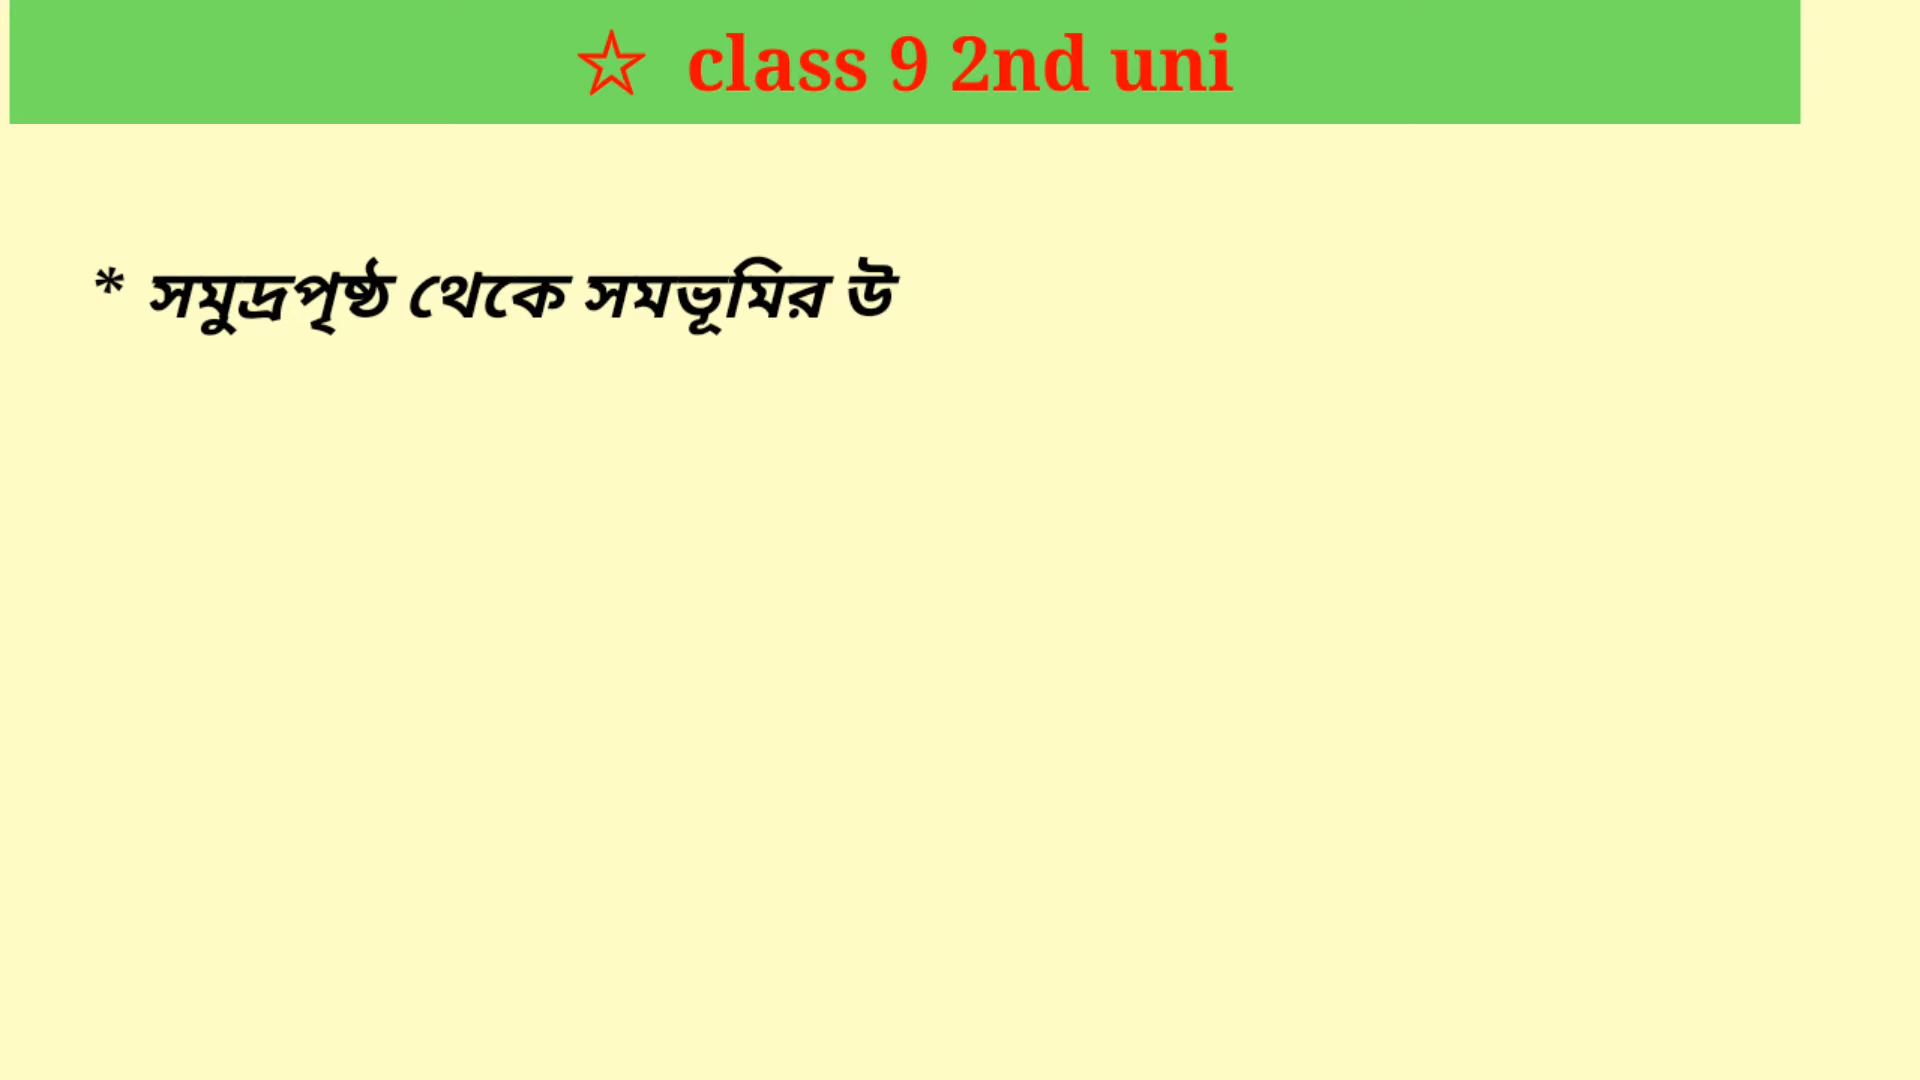 ☆ class 9 2nd uni
* সমুদ্রপৃষ্ঠ থেকে সমভূমির উ